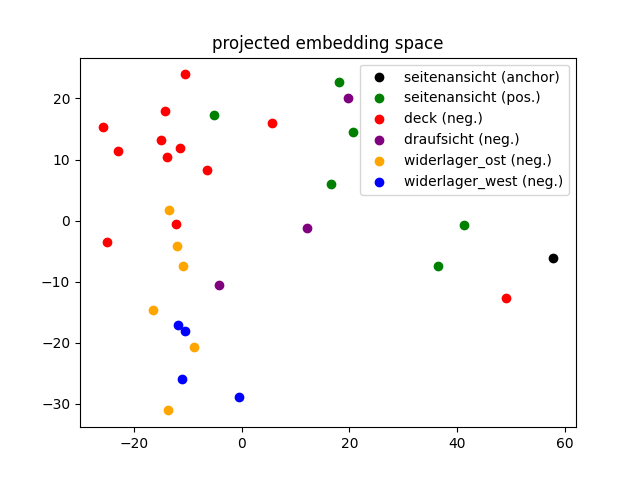 projected embedding space
seitenansicht (anchor)
seitenansicht (pos.)
deck (neg.)
draufsicht (neg.)
widerlager_ost (neg.)
widerlager_west (neg.)
20
10
0
−10
−20
−30
−20
0
20
40
60